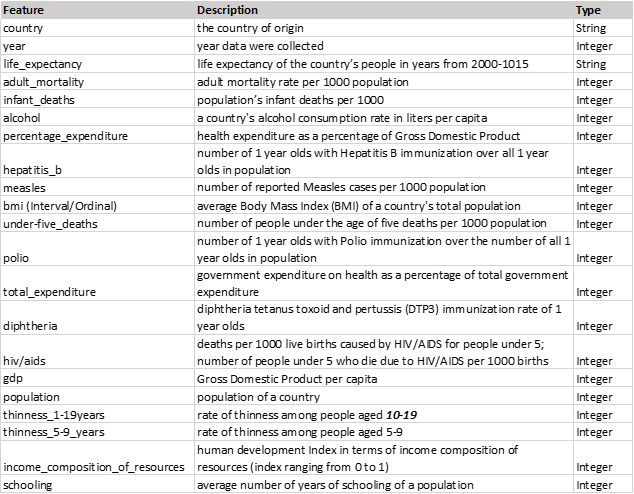 Feature Description Type
country the country of origin String
year year data were collected Integer
life_expectancy life expectancy of the country's people in years from 2000-1015 String
adult_mortality adult mortality rate per 1000 population Integer
infant_deaths population's infant deaths per 1000 Integer
alcohol a country's alcohol consumption rate in liters per capita Integer
percentage_expenditure health expenditure as a percentage of Gross Domestic Product Integer
number of 1 year olds with Hepatitis B immunization over all 1 year
hepatitis_b olds in population Integer
measles number of reported Measles cases per 1000 population Integer
bmi (Interval/Ordinal) average Body Mass Index (BMI) of a country's total population Integer
under-five_deaths number of people under the age of five deaths per 1000 population Integer
number of 1 year olds with Polio immunization over the number of all 1
polio year olds in population Integer
government expenditure on health as a percentage of total government
total_expenditure expenditure Integer
diphtheria tetanus toxoid and pertussis (DTP3) immunization rate of 1
diphtheria year olds Integer
deaths per 1000 live births caused by HIV/AIDS for people under 5;
hiv/aids number of people under 5 who die due to HIV/AIDS per 1000 births Integer
gdp Gross Domestic Product per capita Integer
population population of a country Integer
thinness_1-19years rate of thinness among people aged 10-19 Integer
thinness_5-9_years rate of thinness among people aged 5-9 Integer
human development Index in terms of income composition of
income_composition_of_resources resources (index ranging from 0 to 1) Integer
schooling average number of years of schooling of a population Integer